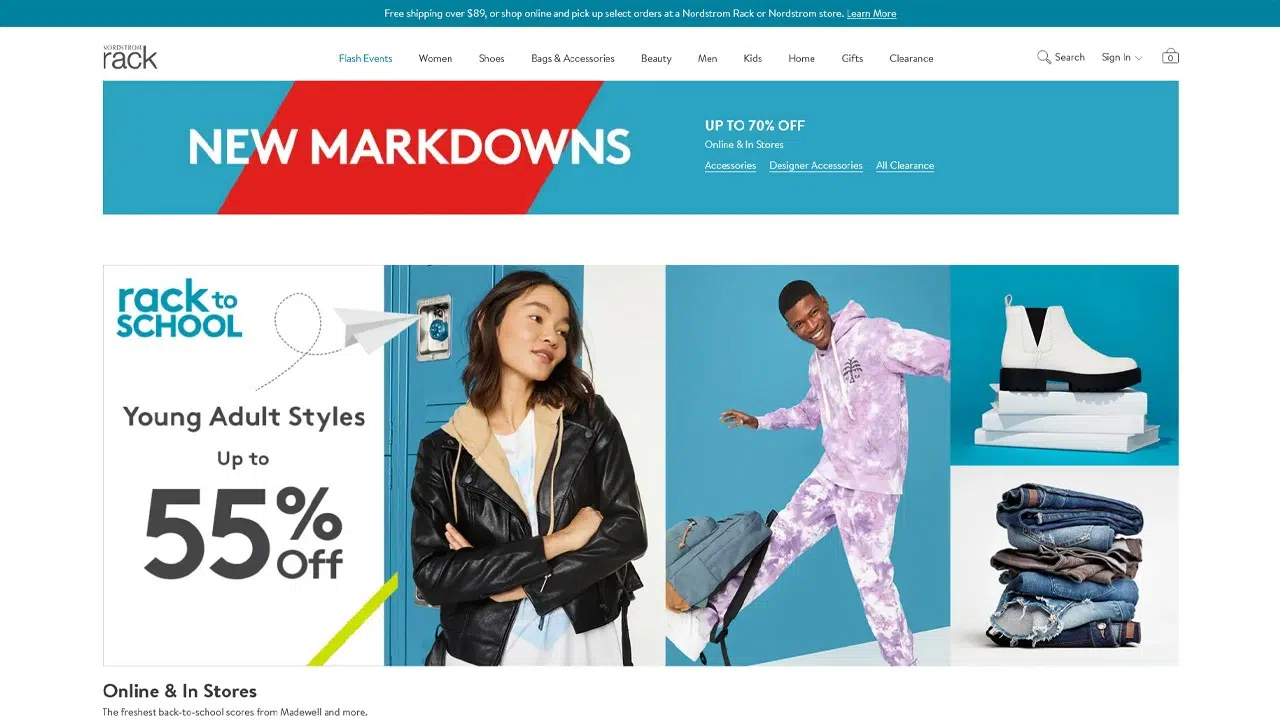 Free shipping over $89, or shop online and pick up select orders at a Nordstrom Rack or Nordstrom store. Learn More
NORDSTROM
rack
Flash Events Women Shoes Bags & Accessories Beauty Men Kids Home Gifts Clearance
Search Sign In 0
NEW MARKDOWNS
UP TO 70% OFF
Online & In Stores
Accessories Designer Accessories All Clearance
rack to
SCHOOL
Young Adult Styles
Up to
55%
Off
Online & In Stores
The freshest back-to-school scores from Madewell and more.